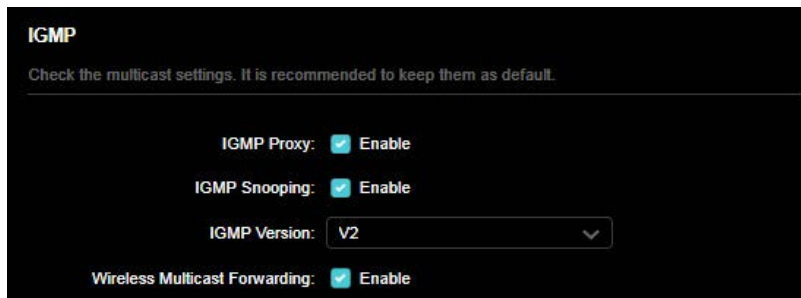 IGMP
Check the multicast settings. It is recommended to keep them as default.
IGMP Proxy: Enable
IGMP Snooping: Enable
IGMP Version: V2
Wireless Multicast Forwarding: Enable